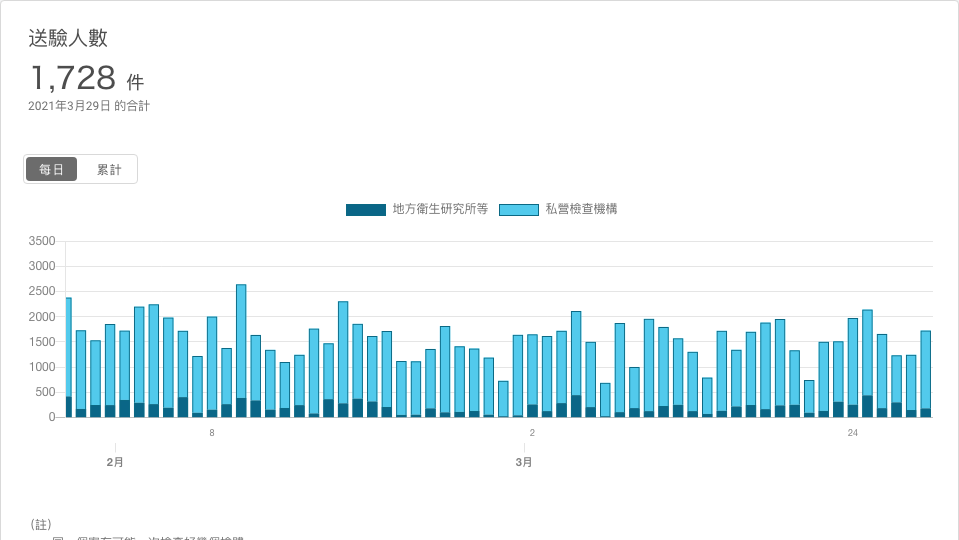 送驗人數
1,728 件
2021年3月29日 的合計
每日 累計
地方衛生研究所等 私營檢查機構
3500
3000
2500
2000
1500
1000
500
0
8 2 24
2月 3月
（註）